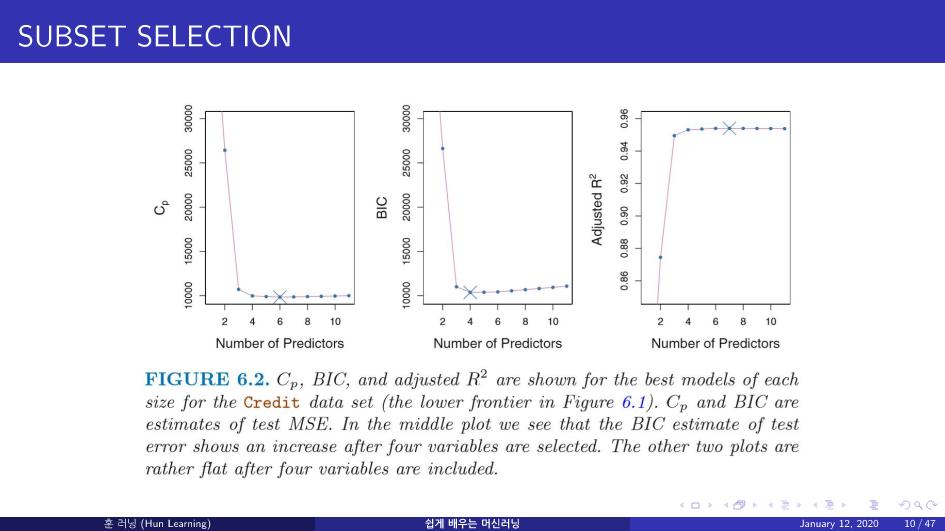 SUBSET SELECTION
Cp
30000
25000
20000
15000
10000
2 4 6 8 10
Number of Predictors
BIC
30000
25000
20000
15000
10000
2 4 6 8 10
Number of Predictors
Adjusted R²
0.96
0.94
0.92
0.90
0.88
0.86
2 4 6 8 10
Number of Predictors
FIGURE 6.2. Cp, BIC, and adjusted R² are shown for the best models of each
size for the Credit data set (the lower frontier in Figure 6.1). Cp and BIC are
estimates of test MSE. In the middle plot we see that the BIC estimate of test
error shows an increase after four variables are selected. The other two plots are
rather flat after four variables are included.
훈 러닝 (Hun Learning) 쉽게 배우는 머신러닝 January 12, 2020 10 / 47